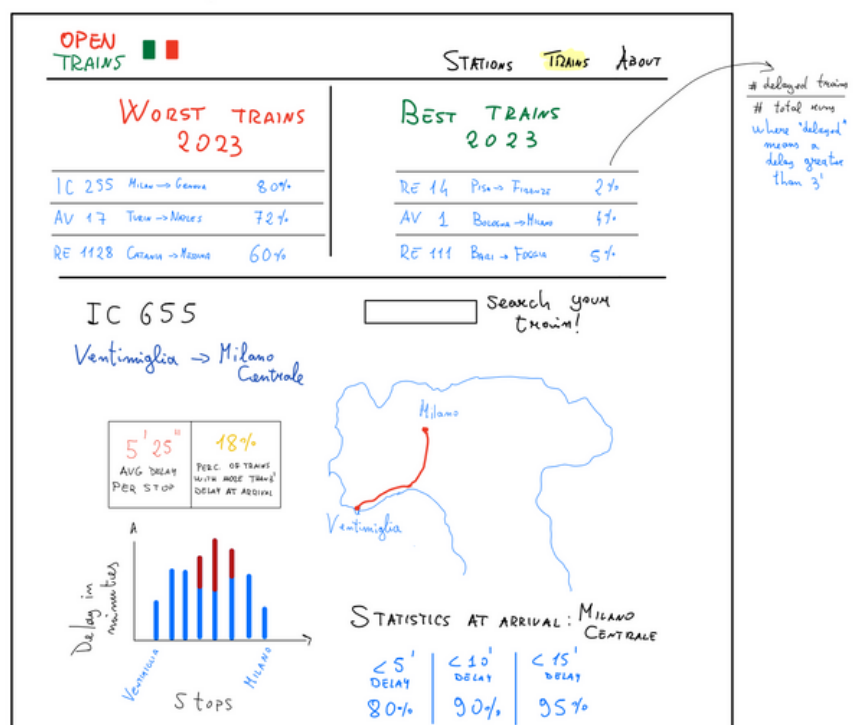 OPEN
TRAINS
STATIONS TRAINS ABOUT
# delayed trains
# total runs
where "delayed"
means a
delay greater
than 3'
WORST TRAINS
2023
IC 255 MILAN → GENOVA 80%
AV 17 TURIN → NAPLES 72%
RE 1128 CATANIA → MESSINA 60%
BEST TRAINS
2023
RE 14 PISA → FIRENZE 2%
AV 1 BOLOGNA → MILANO 4%
RE 111 BARI → FOGGIA 5%
IC 655
Ventimiglia → Milano
Centrale
Search your
train!
5' 25"
AVG DELAY
PER STOP
18%
PERC. OF TRAINS
WITH MORE THAN 3'
DELAY AT ARRIVAL
Milano
Ventimiglia
Delay in
minuties
VENTIMIGLIA
MILANO
Stops
STATISTICS AT ARRIVAL: MILANO
CENTRALE
<5' <10' <15'
DELAY DELAY DELAY
80% 90% 95%